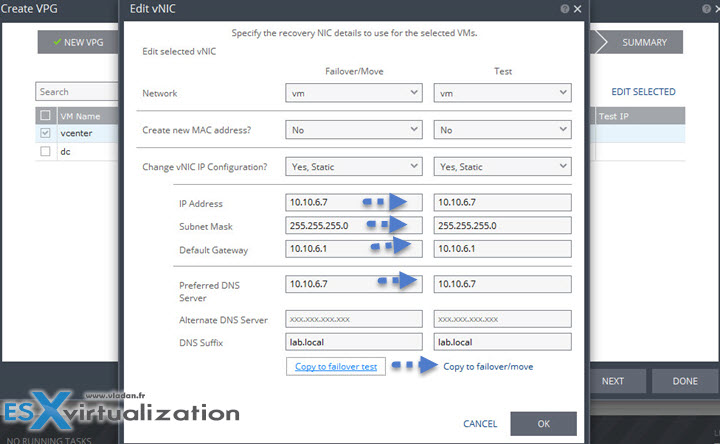 Create VPG
Edit vNIC
NEW VPG
SUMMARY
Specify the recovery NIC details to use for the selected VMs.
Edit selected vNIC
Search
EDIT SELECTED
VM Name
Test IP
vcenter
dc
Failover/Move
Test
Network
vm
vm
Create new MAC address?
No
No
Change vNIC IP Configuration?
Yes, Static
Yes, Static
IP Address
10.10.6.7
10.10.6.7
Subnet Mask
255.255.255.0
255.255.255.0
Default Gateway
10.10.6.1
10.10.6.1
Preferred DNS
Server
10.10.6.7
10.10.6.7
Alternate DNS Server
xxx.xxx.xxx.xxx
xxx.xxx.xxx.xxx
DNS Suffix
lab.local
lab.local
Copy to failover test
Copy to failover/move
NEXT
DONE
CANCEL
OK
www.vladan.fr
ESXvirtualization
NO RUNNING TASKS